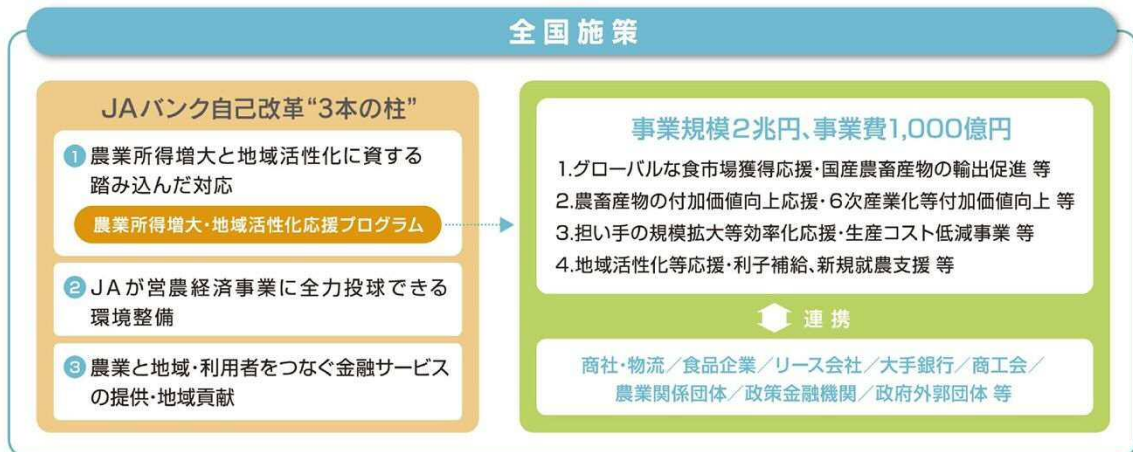 全国施策
JAバンク自己改革“3本の柱”
1 農業所得増大と地域活性化に資する
踏み込んだ対応
農業所得増大・地域活性化応援プログラム
2 JAが営農経済事業に全力投球できる
環境整備
3 農業と地域・利用者をつなぐ金融サービス
の提供・地域貢献
事業規模2兆円、事業費1,000億円
1.グローバルな食市場獲得応援・国産農畜産物の輸出促進 等
2.農畜産物の付加価値向上応援・6次産業化等付加価値向上 等
3.担い手の規模拡大等効率化応援・生産コスト低減事業 等
4.地域活性化等応援・利子補給、新規就農支援 等
連携
商社・物流／食品企業／リース会社／大手銀行／商工会／
農業関係団体／政策金融機関／政府外郭団体 等